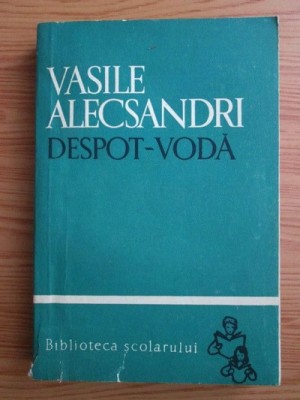 VASILE
ALECSANDRI
DESPOT-VODĂ
Biblioteca școlarului